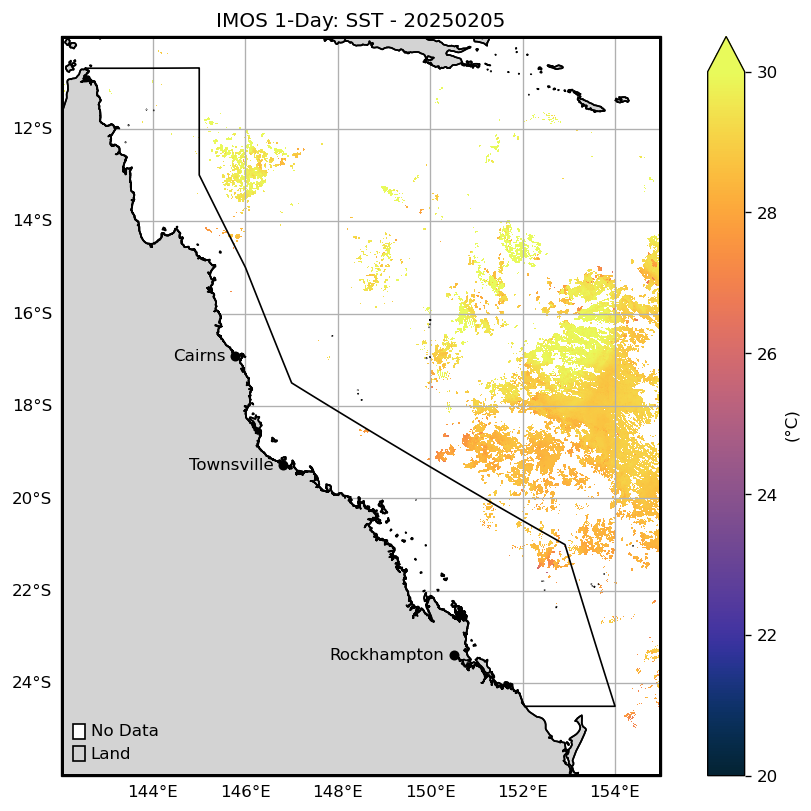 IMOS 1-Day: SST - 20250205
12°S
14°S
16°S
18°S
20°S
22°S
24°S
Cairns
Townsville
Rockhampton
No Data
Land
144°E
146°E
148°E
150°E
152°E
154°E
30
28
26
24
22
20
(°C)